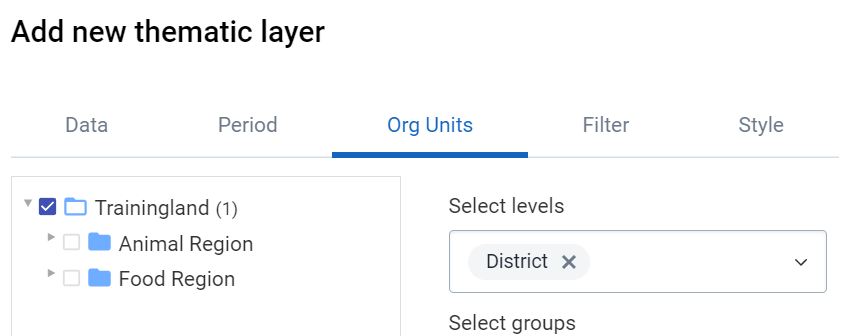 Add new thematic layer
Data Period Org Units Filter Style
Trainingland (1)
Animal Region
Food Region
Select levels
District
Select groups